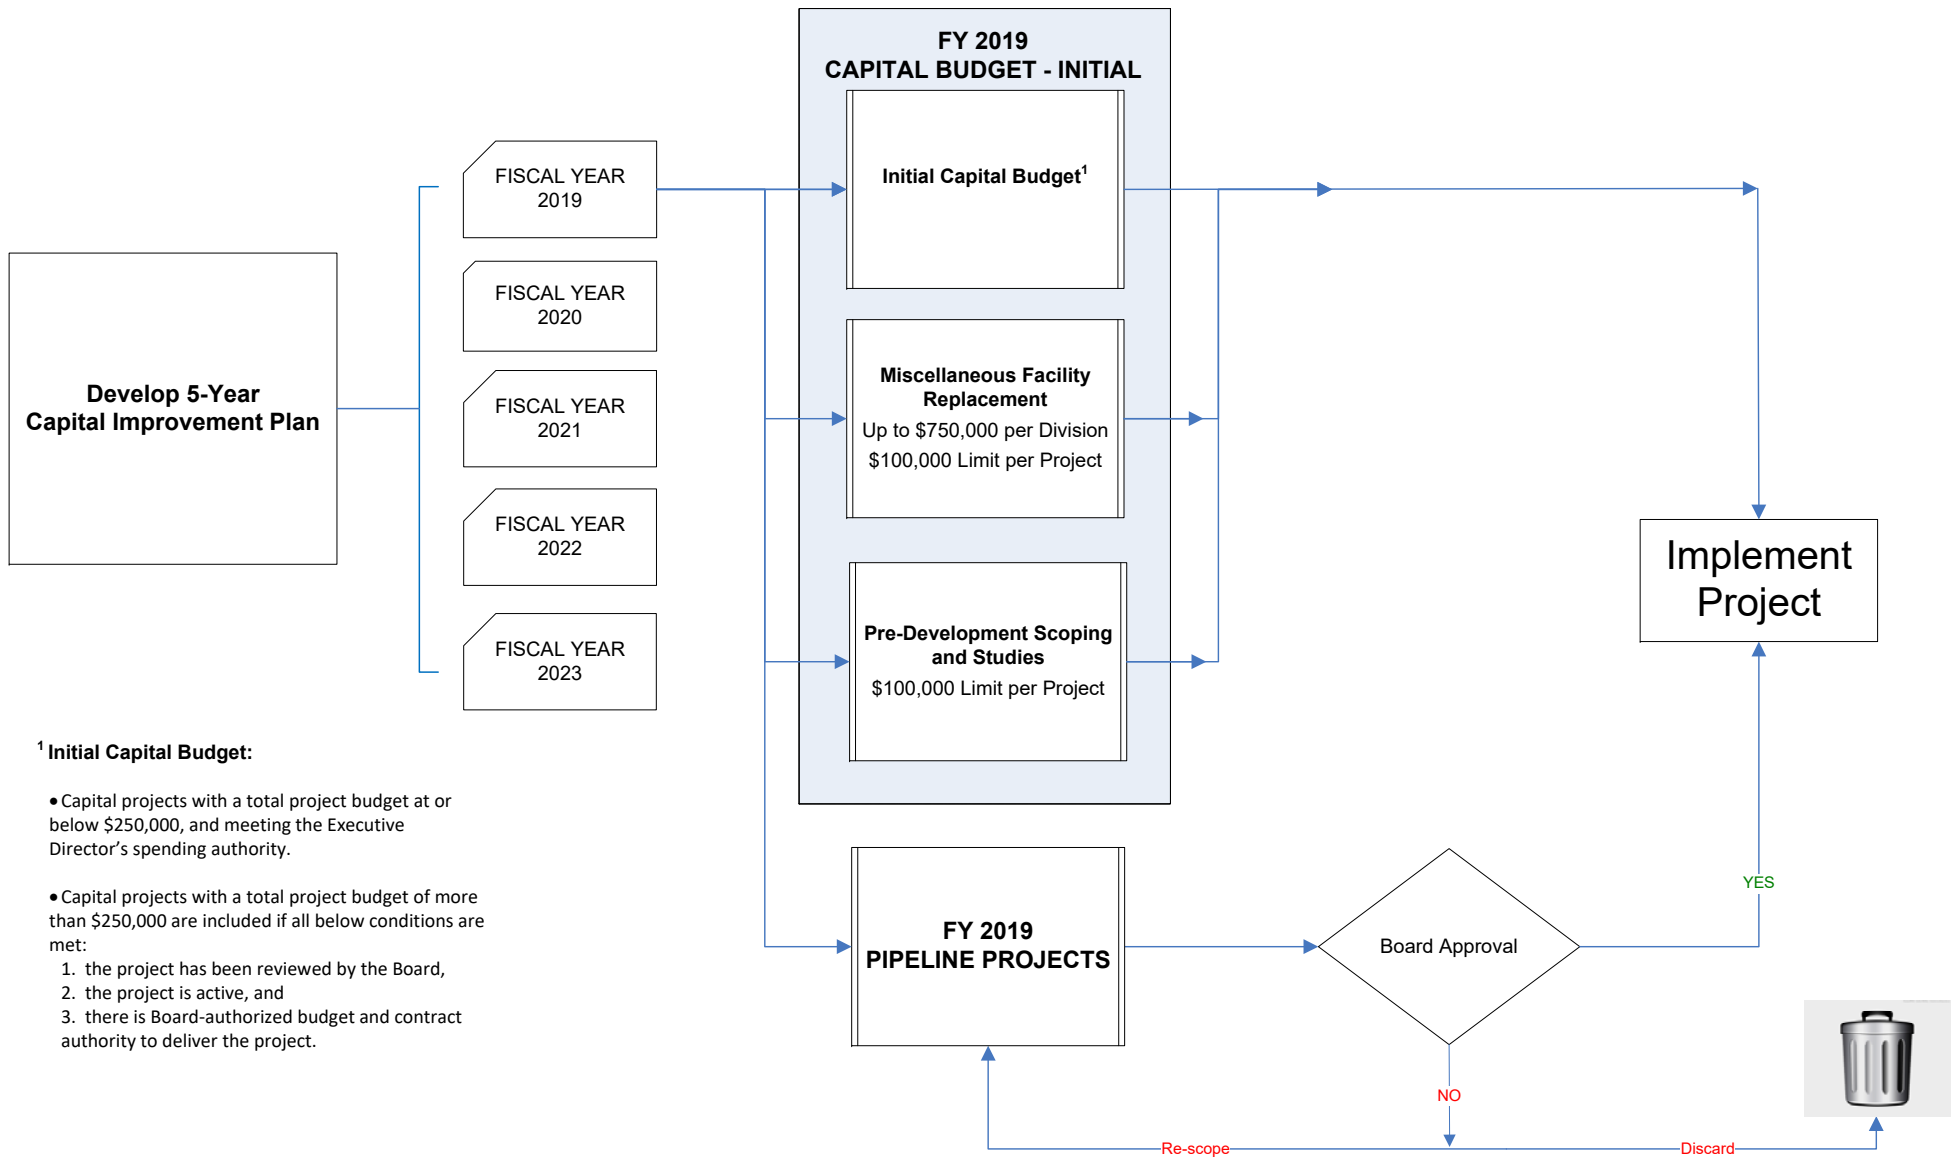 FY 2019
CAPITAL BUDGET - INITIAL
Initial Capital Budget1
FISCAL YEAR
2019
FISCAL YEAR
2020
FISCAL YEAR
2021
FISCAL YEAR
2022
FISCAL YEAR
2023
Develop 5-Year
Capital Improvement Plan
Miscellaneous Facility
Replacement
Up to $750,000 per Division
$100,000 Limit per Project
Pre-Development Scoping
and Studies
$100,000 Limit per Project
Implement
Project
1 Initial Capital Budget:
• Capital projects with a total project budget at or
below $250,000, and meeting the Executive
Director’s spending authority.
• Capital projects with a total project budget of more
than $250,000 are included if all below conditions are
met:
1. the project has been reviewed by the Board,
2. the project is active, and
3. there is Board-authorized budget and contract
authority to deliver the project.
FY 2019
PIPELINE PROJECTS
Board Approval
YES
NO
Re-scope
Discard